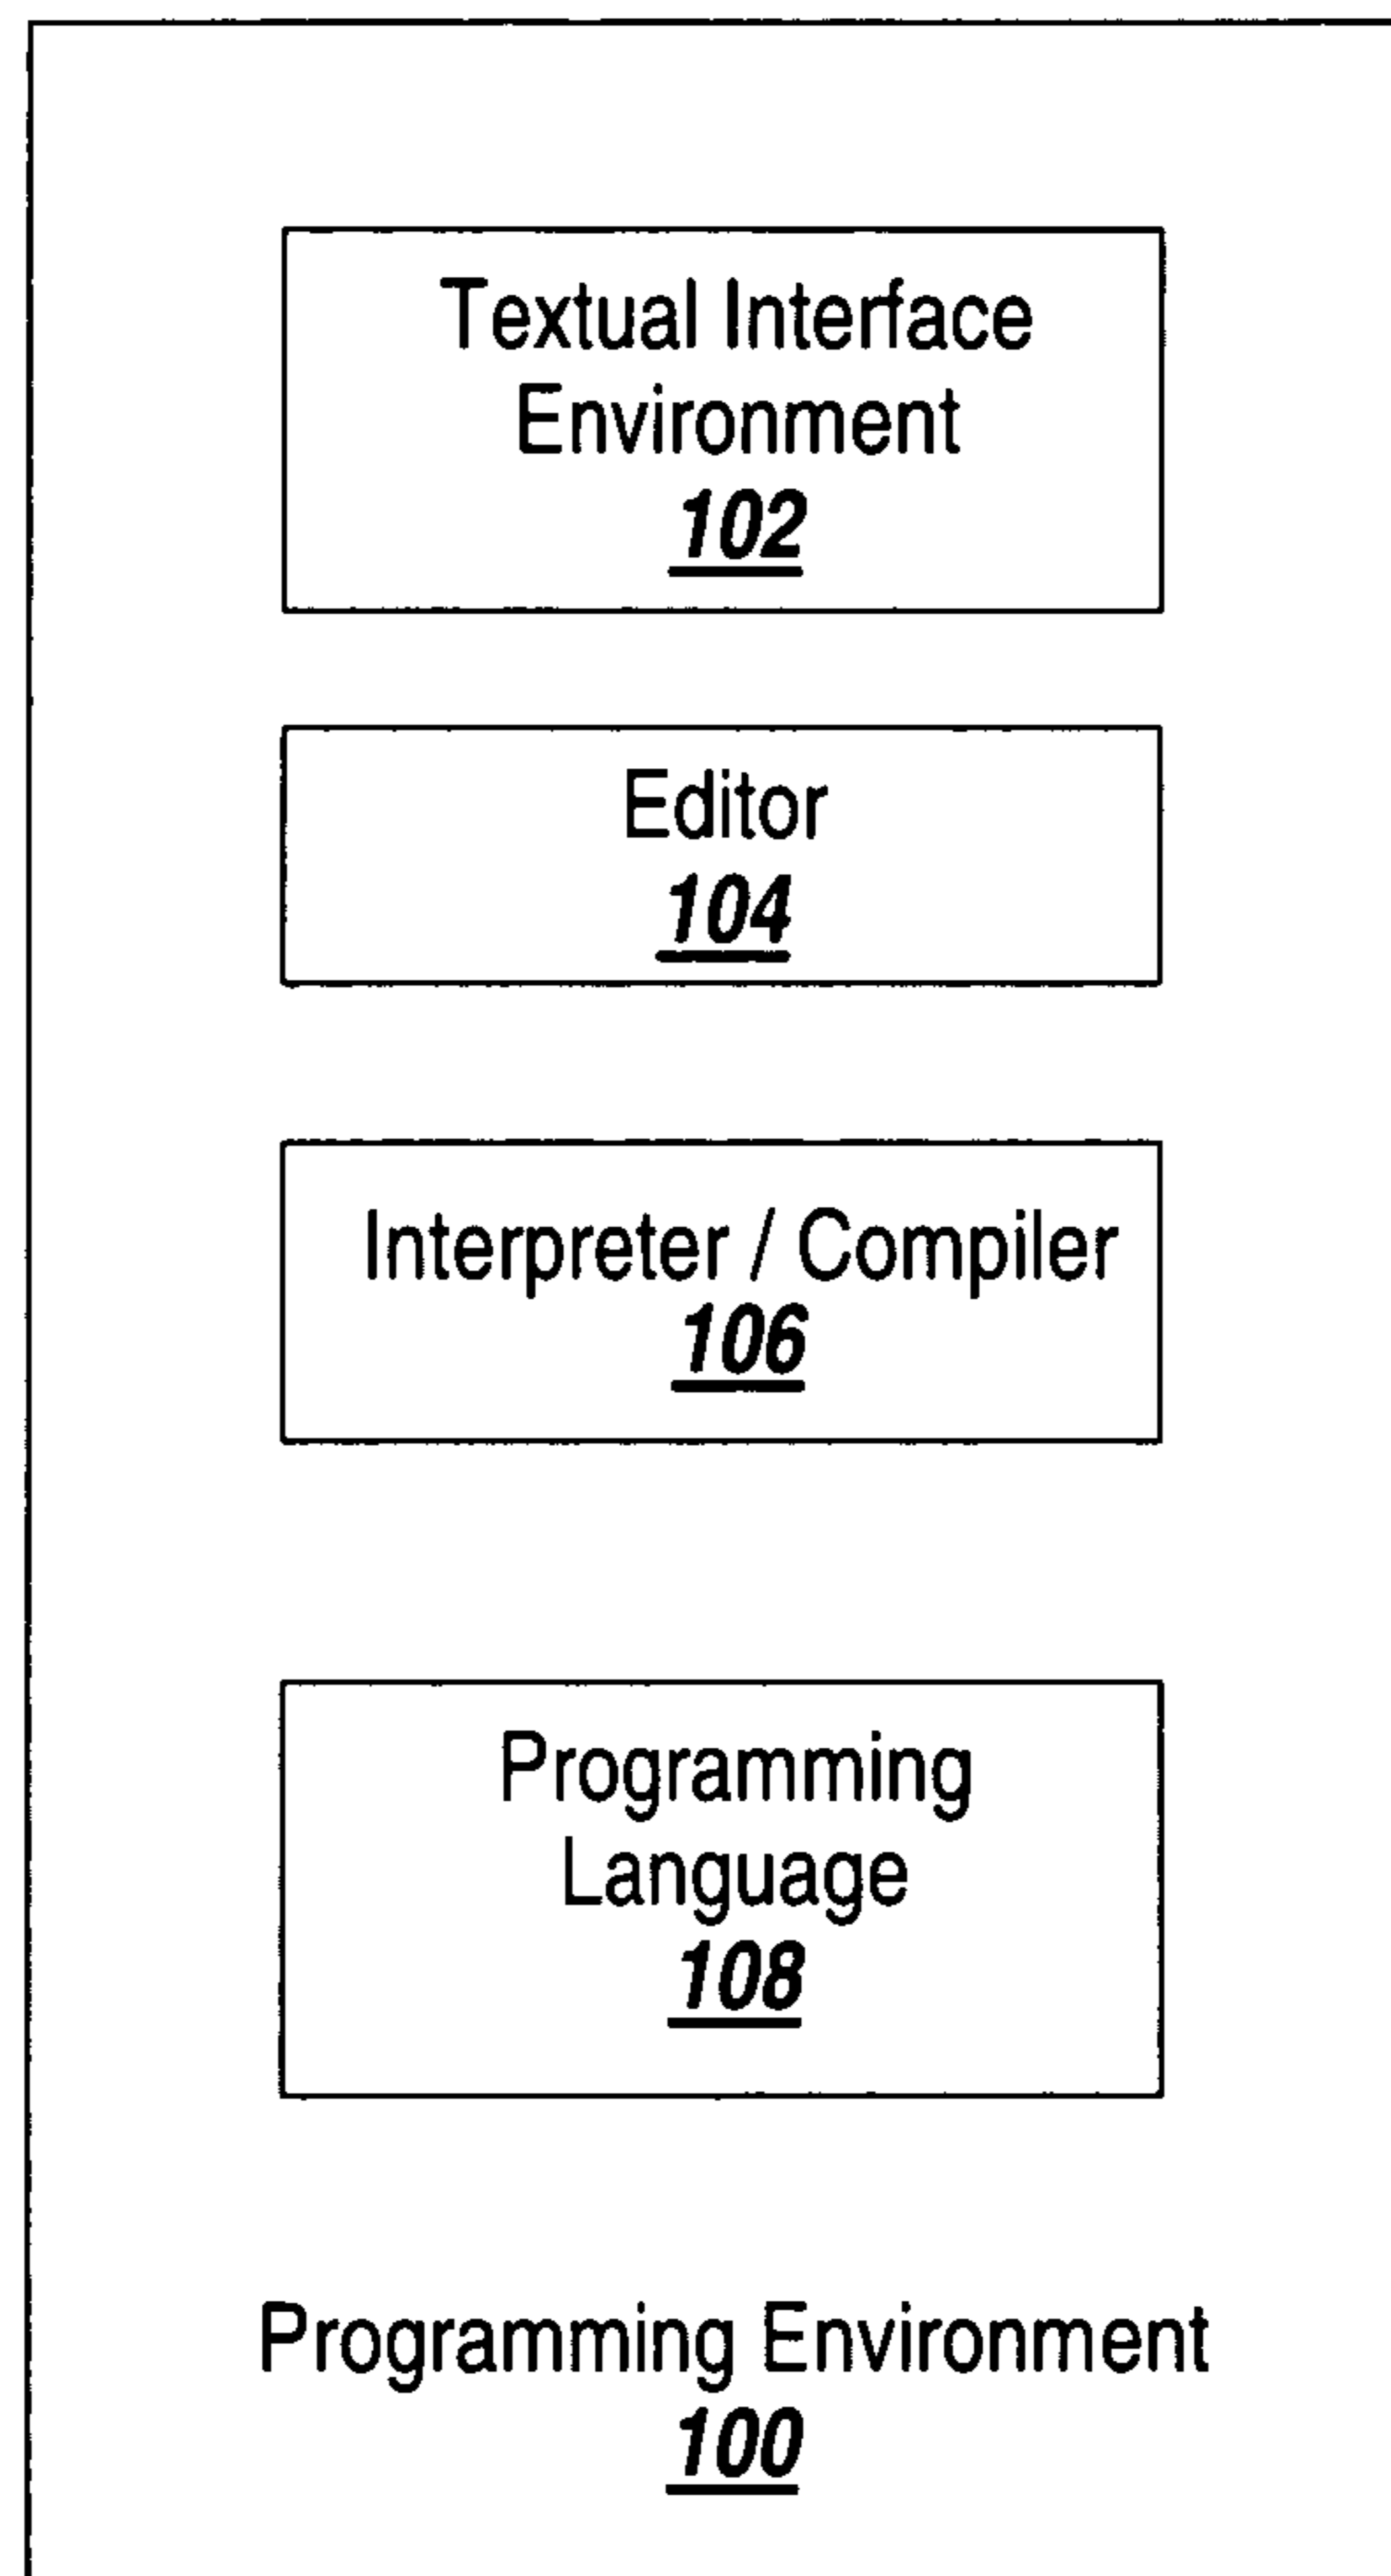 Textual Interface
Environment
102
Editor
104
Interpreter / Compiler
106
Programming
Language
108
Programming Environment
100